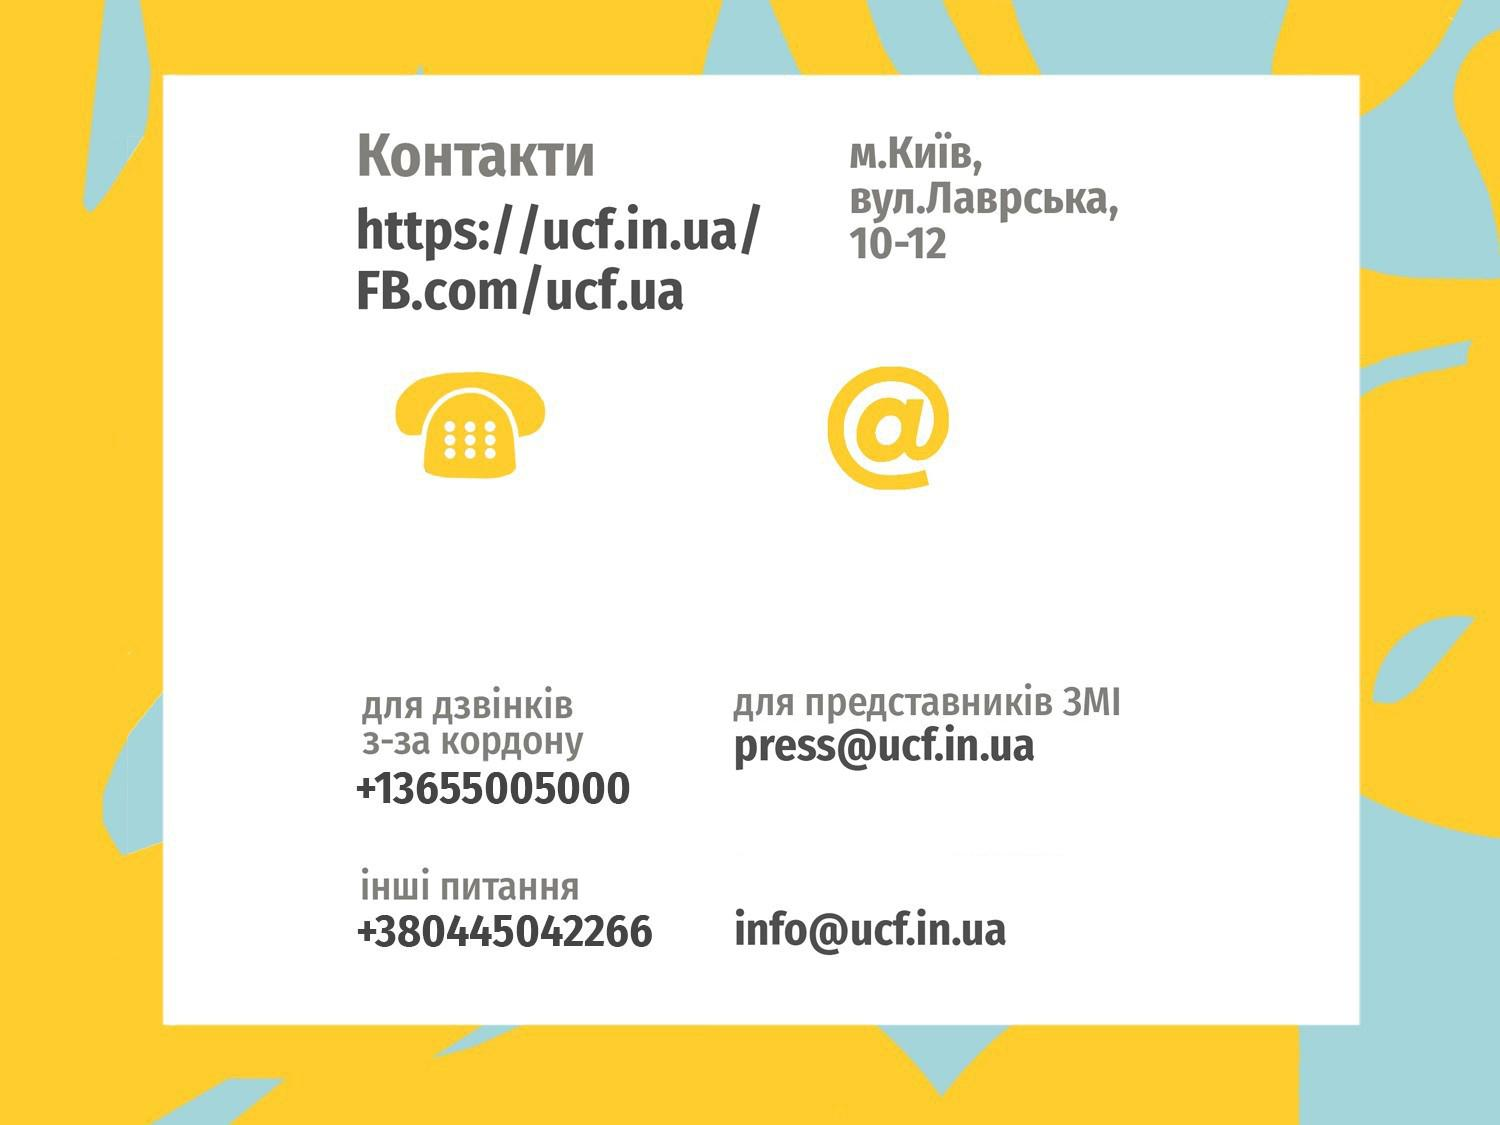 Контакти
https://ucf.in.ua/
FB.com/ucf.ua
м.Київ,
вул.Лаврська,
10-12
@
для дзвінків
з-за кордону
+13655005000
для представників ЗМІ
press@ucf.in.ua
інші питання
+380445042266
info@ucf.in.ua